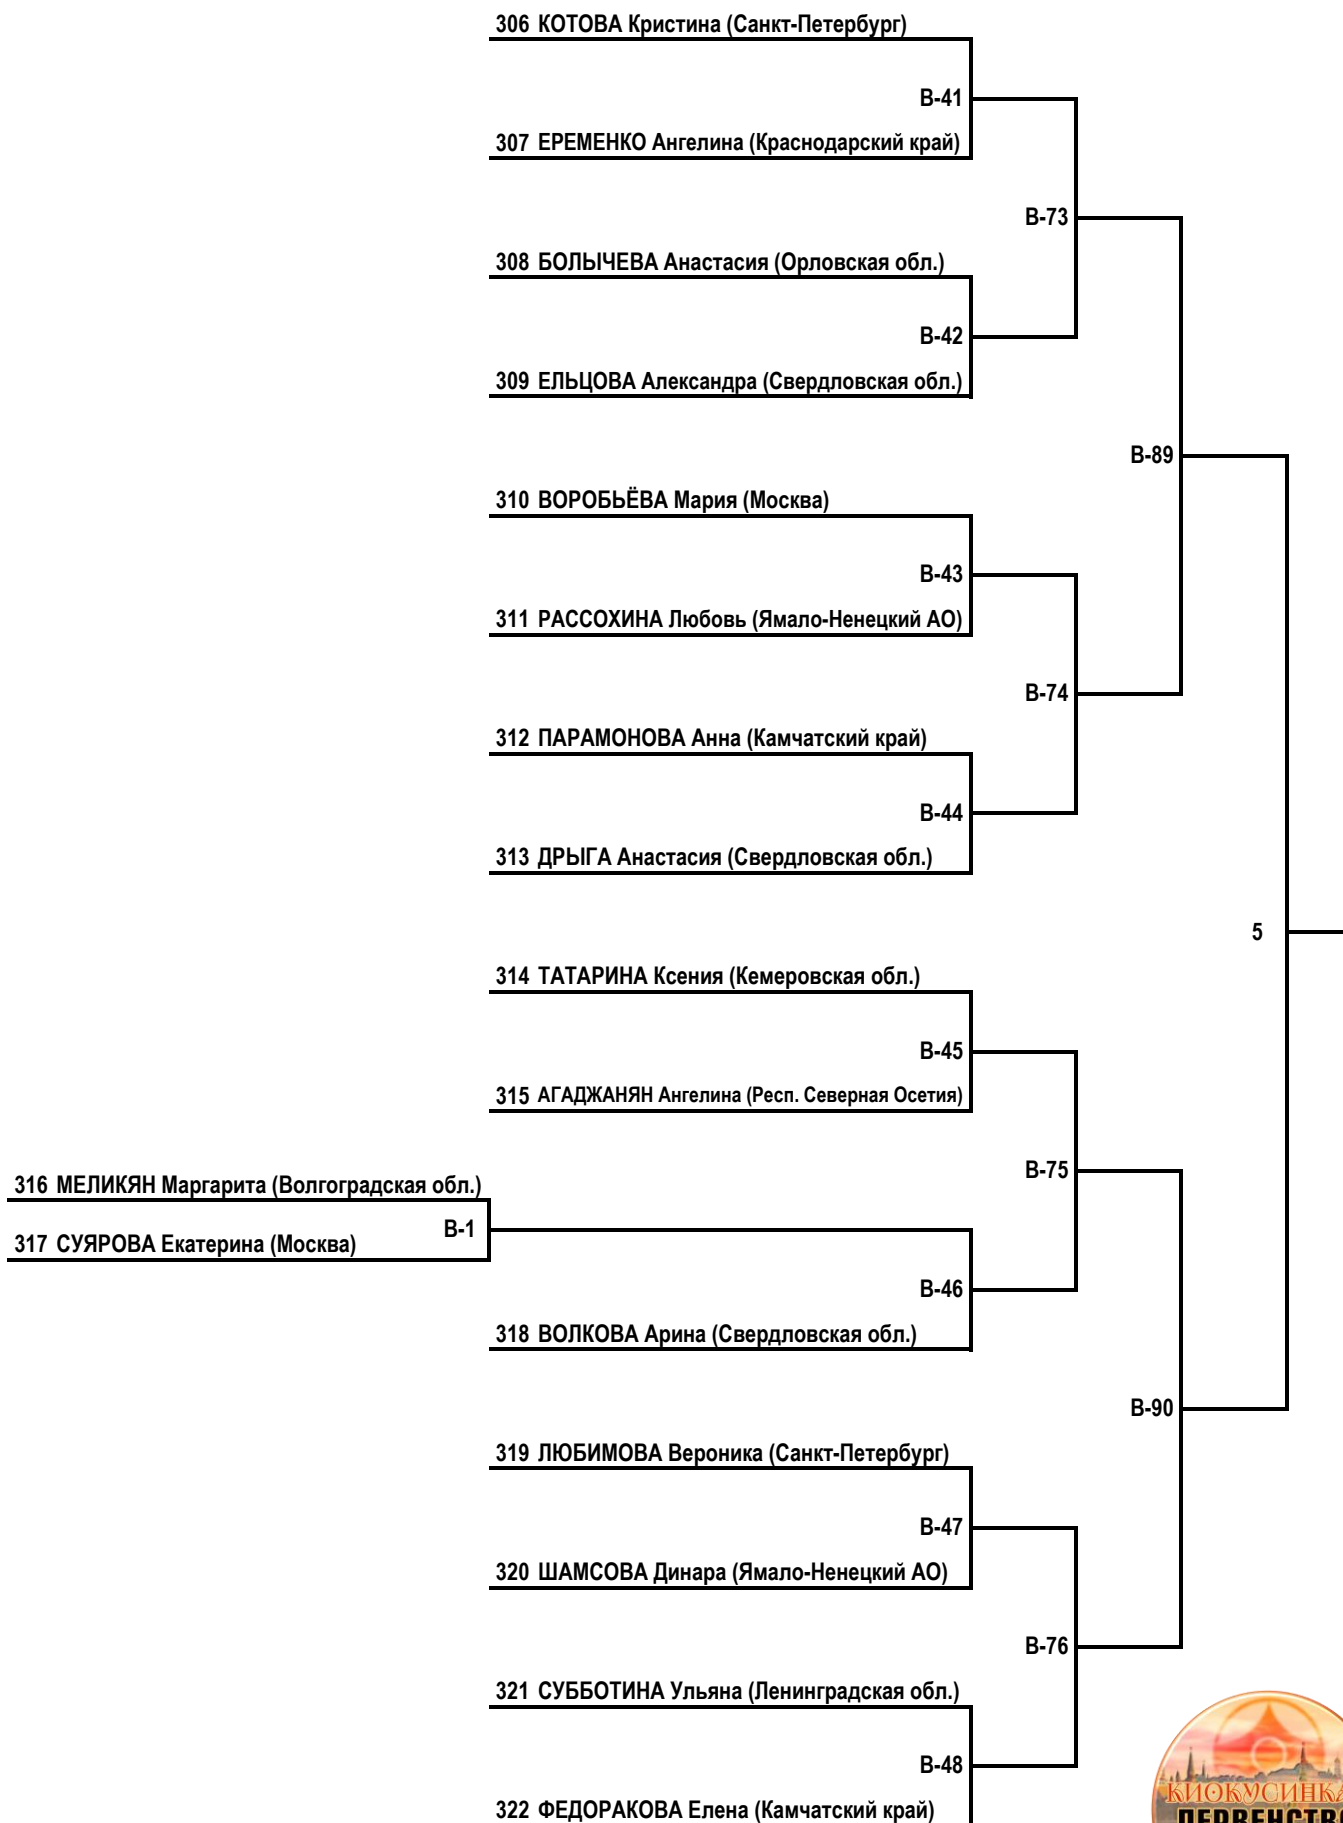 306 КОТОВА Кристина (Санкт-Петербург)
В-41
307 ЕРЕМЕНКО Ангелина (Краснодарский край)
В-73
308 БОЛЫЧЕВА Анастасия (Орловская обл.)
В-42
309 ЕЛЬЦОВА Александра (Свердловская обл.)
В-89
310 ВОРОБЬЁВА Мария (Москва)
В-43
311 РАССОХИНА Любовь (Ямало-Ненецкий АО)
В-74
312 ПАРАМОНОВА Анна (Камчатский край)
В-44
313 ДРЫГА Анастасия (Свердловская обл.)
5
314 ТАТАРИНА Ксения (Кемеровская обл.)
В-45
315 АГАДЖАНЯН Ангелина (Респ. Северная Осетия)
В-75
316 МЕЛИКЯН Маргарита (Волгоградская обл.)
В-1
317 СУЯРОВА Екатерина (Москва)
В-46
318 ВОЛКОВА Арина (Свердловская обл.)
В-90
319 ЛЮБИМОВА Вероника (Санкт-Петербург)
В-47
320 ШАМСОВА Динара (Ямало-Ненецкий АО)
В-76
321 СУББОТИНА Ульяна (Ленинградская обл.)
В-48
КИОКУСИНКА
322 ФЕДОРАКОВА Елена (Камчатский край)
ПЕРВЕНСТВО